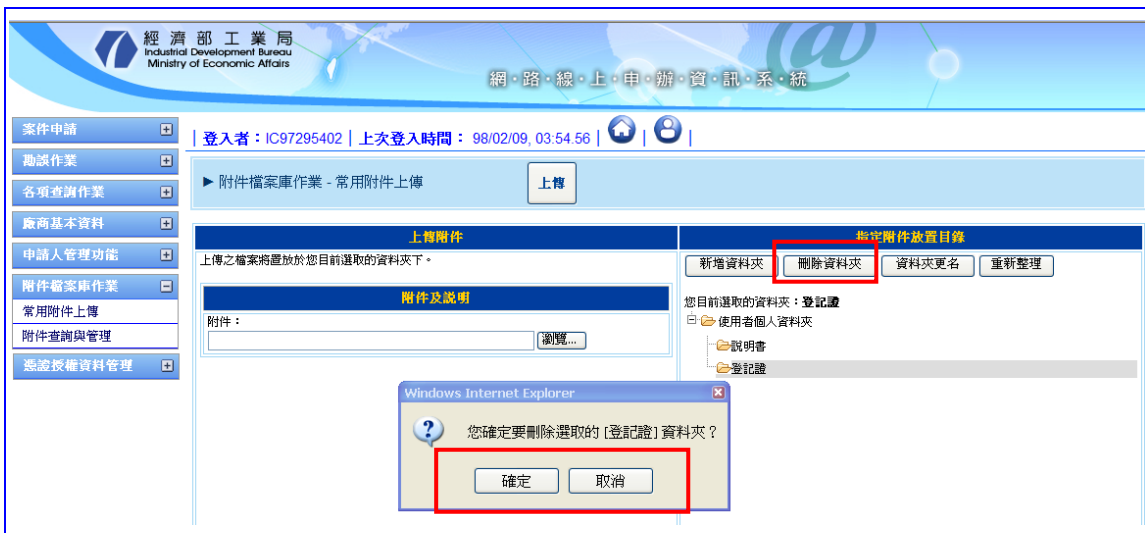 經 濟 部 工 業 局
Industrial Development Bureau
Ministry of Economic Affairs
網‧路‧線‧上‧申‧辦‧資‧訊‧系‧統
案件申請
勘誤作業
各項查詢作業
廠商基本資料
申請人管理功能
附件檔案庫作業
常用附件上傳
附件查詢與管理
憑證授權資料管理
| 登入者：IC97295402 | 上次登入時間： 98/02/09, 03:54.56 | | |
► 附件檔案庫作業 - 常用附件上傳
上傳
上傳附件
上傳之檔案將置放於您目前選取的資料夾下。
附件及說明
附件：
瀏覽...
指定附件放置目錄
新增資料夾 刪除資料夾 資料夾更名 重新整理
您目前選取的資料夾：登記證
使用者個人資料夾
說明書
登記證
Windows Internet Explorer
您確定要刪除選取的 [登記證] 資料夾？
確定 取消